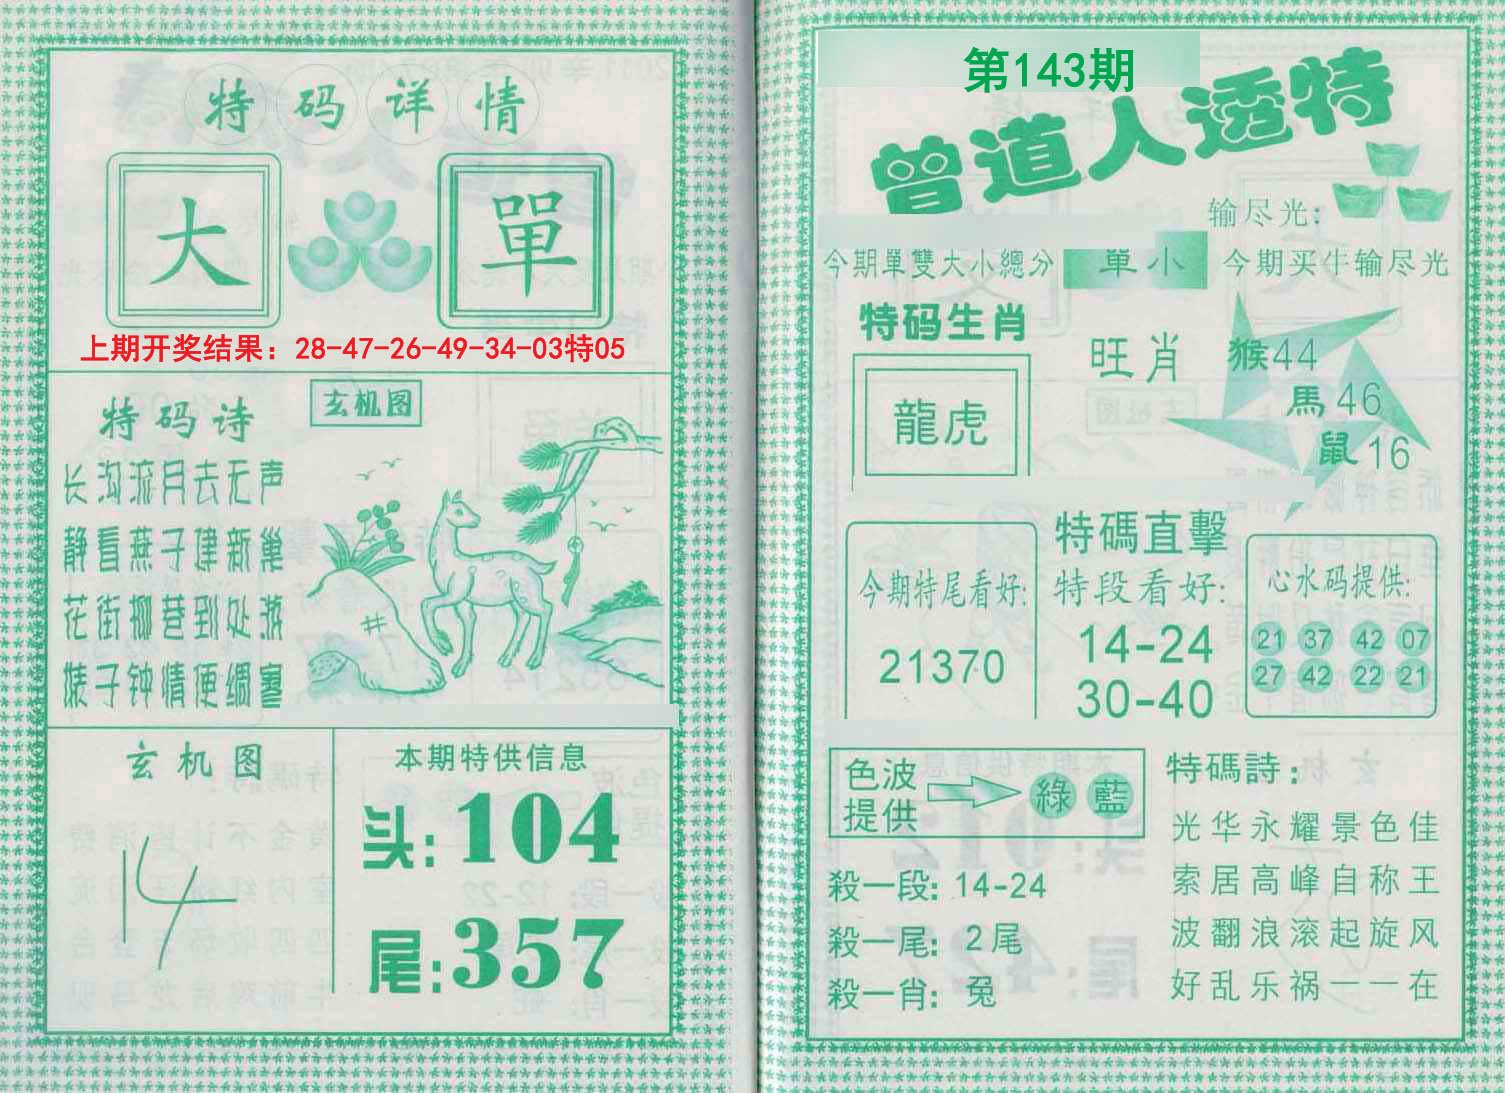 特码详情
大
單
上期开奖结果：28-47-26-49-34-03特05
特码诗
长沟流月去无声
静看燕子建新巢
花街柳巷到处游
婊子钟情便绸寒
玄机图
玄机图
14
本期特供信息
头:104
尾:357
第143期
曾道人透特
输尽光:
今期單雙大小總分
單小
今期买牛输尽光
特码生肖
龍虎
旺肖
猴44
馬46
鼠16
今期特尾看好:
21370
特碼直擊
特段看好:
14-24
30-40
心水码提供:
21 37 42 07
27 42 22 21
色波
提供
綠 藍
殺一段: 14-24
殺一尾: 2尾
殺一肖: 兔
特碼詩:
光华永耀景色佳
索居高峰自称王
波翻浪滚起旋风
好乱乐祸一一在